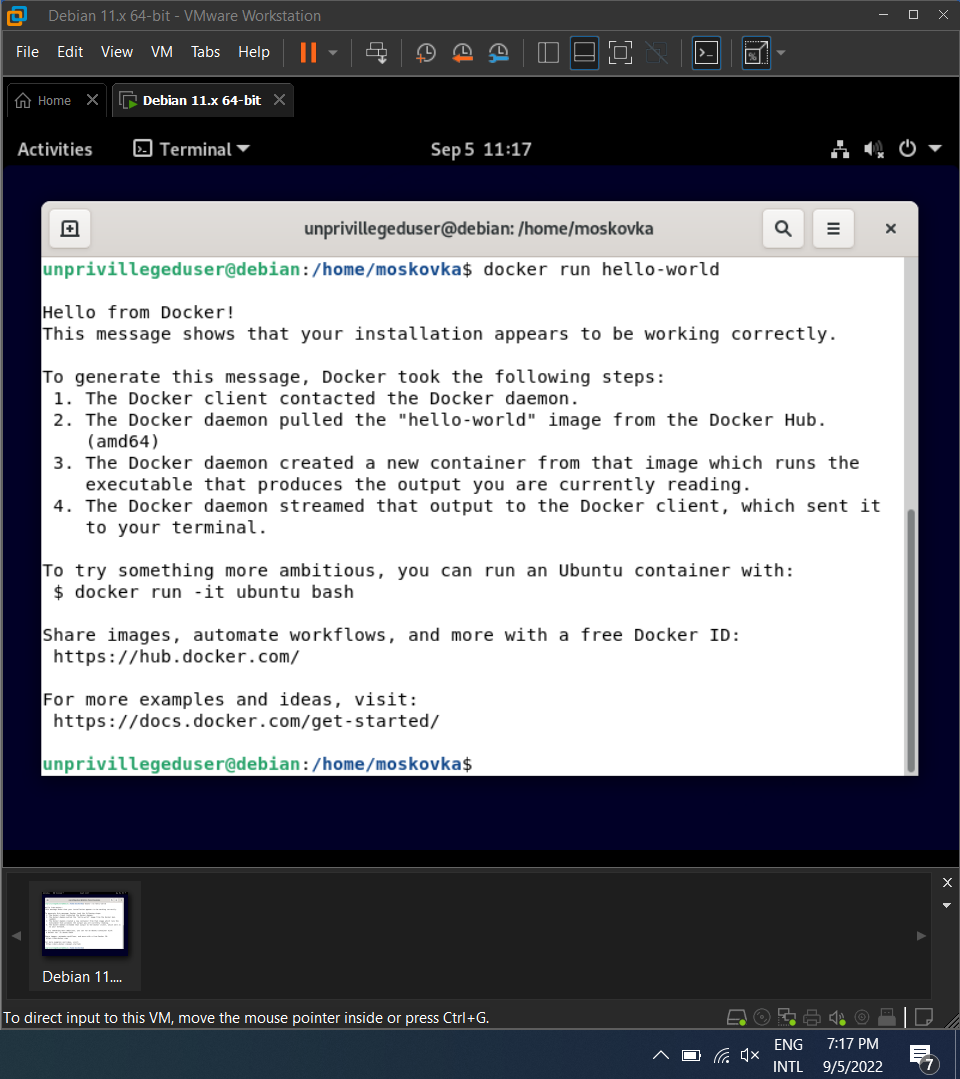 Debian 11.x 64-bit - VMware Workstation
File Edit View VM Tabs Help
Home Debian 11.x 64-bit
Activities Terminal Sep 5 11:17
unprivillegeduser@debian: /home/moskovka
unprivillegeduser@debian:/home/moskovka$ docker run hello-world
Hello from Docker!
This message shows that your installation appears to be working correctly.
To generate this message, Docker took the following steps:
1. The Docker client contacted the Docker daemon.
2. The Docker daemon pulled the "hello-world" image from the Docker Hub.
(amd64)
3. The Docker daemon created a new container from that image which runs the
executable that produces the output you are currently reading.
4. The Docker daemon streamed that output to the Docker client, which sent it
to your terminal.
To try something more ambitious, you can run an Ubuntu container with:
$ docker run -it ubuntu bash
Share images, automate workflows, and more with a free Docker ID:
https://hub.docker.com/
For more examples and ideas, visit:
https://docs.docker.com/get-started/
unprivillegeduser@debian:/home/moskovka$
Debian 11....
To direct input to this VM, move the mouse pointer inside or press Ctrl+G.
ENG 7:17 PM
INTL 9/5/2022 7